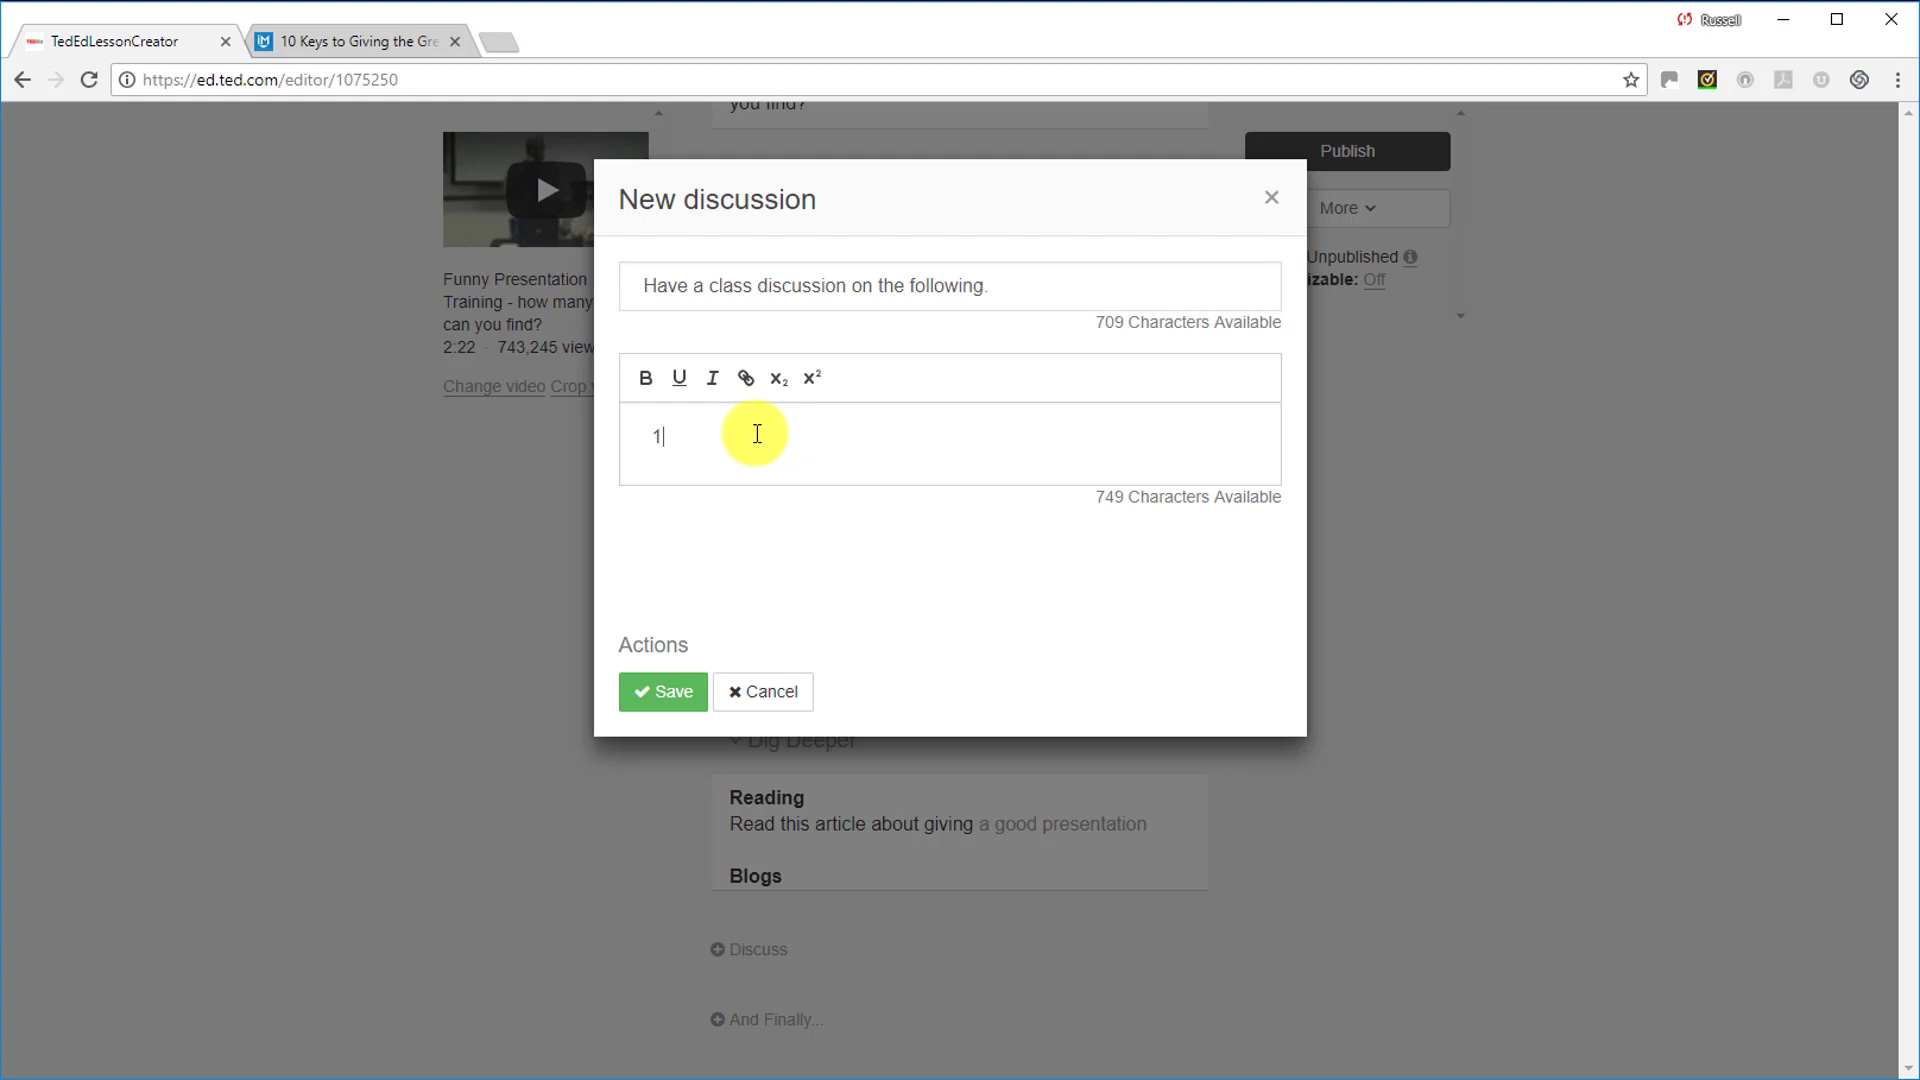 Russell
TedEdLessonCreator
10 Keys to Giving the Gre
https://ed.ted.com/editor/1075250
you find?
Publish
New discussion
More
Have a class discussion on the following.
Funny Presentation
Training - how many
can you find?
2:22 · 743,245 view
Change video Crop
Unpublished
izable: Off
709 Characters Available
B U I x₂ x²
1
749 Characters Available
Actions
Save Cancel
Dig Deeper
Reading
Read this article about giving a good presentation
Blogs
Discuss
And Finally...